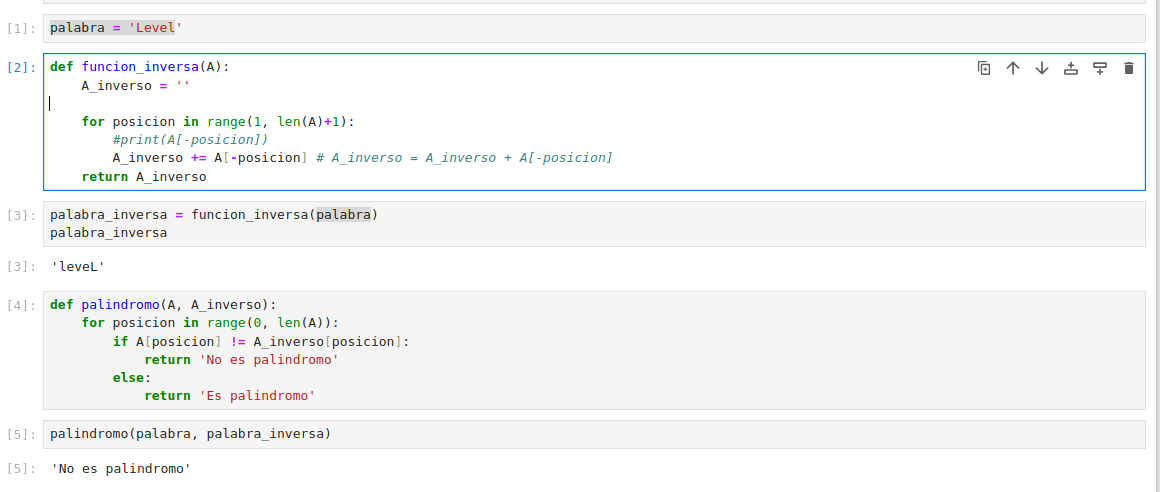 [1]: palabra = 'Level'
[2]: def funcion_inversa(A):
    A_inverso = ''

    for posicion in range(1, len(A)+1):
        #print(A[-posicion])
        A_inverso += A[-posicion] # A_inverso = A_inverso + A[-posicion]
    return A_inverso
[3]: palabra_inversa = funcion_inversa(palabra)
palabra_inversa
[3]: 'leveL'
[4]: def palindromo(A, A_inverso):
    for posicion in range(0, len(A)):
        if A[posicion] != A_inverso[posicion]:
            return 'No es palindromo'
        else:
            return 'Es palindromo'
[5]: palindromo(palabra, palabra_inversa)
[5]: 'No es palindromo'